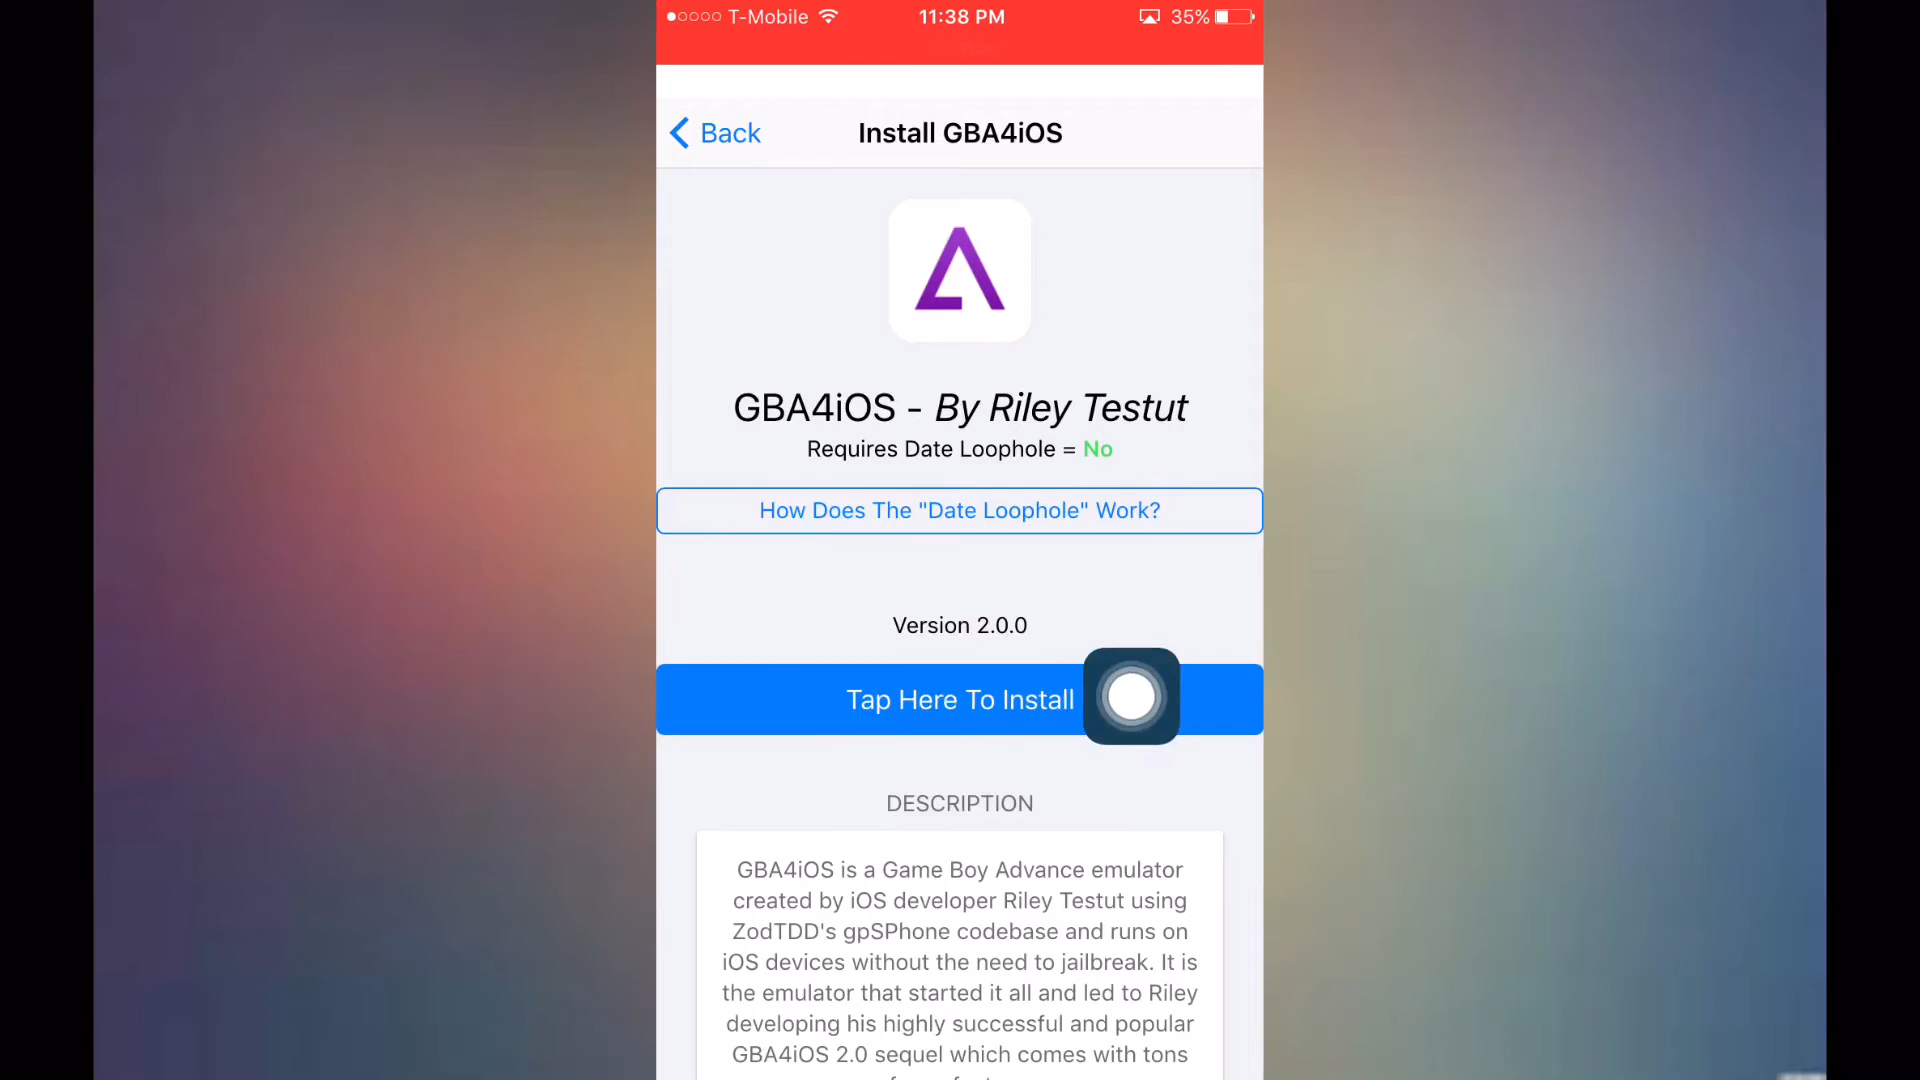 T-Mobile 11:38 PM 35%
Back Install GBA4iOS
GBA4iOS - By Riley Testut
Requires Date Loophole = No
How Does The "Date Loophole" Work?
Version 2.0.0
Tap Here To Install
DESCRIPTION
GBA4iOS is a Game Boy Advance emulator
created by iOS developer Riley Testut using
ZodTDD's gpSPhone codebase and runs on
iOS devices without the need to jailbreak. It is
the emulator that started it all and led to Riley
developing his highly successful and popular
GBA4iOS 2.0 sequel which comes with tons